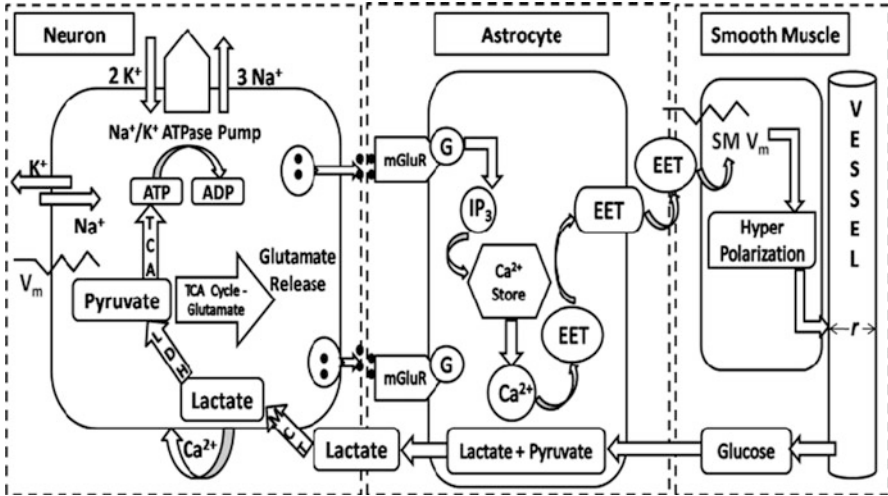 Neuron
2 K⁺
3 Na⁺
Na⁺/K⁺ ATPase Pump
K⁺
Na⁺
ATP
ADP
TCA
Vm
Pyruvate
TCA Cycle -
Glutamate
Glutamate
Release
LDH
Lactate
Ca²⁺
MCT
Lactate
Astrocyte
mGluR
G
IP₃
Ca²⁺
Store
Ca²⁺
EET
EET
mGluR
G
Lactate + Pyruvate
Smooth Muscle
EET
SM Vm
Hyper
Polarization
Glucose
VESSEL
r